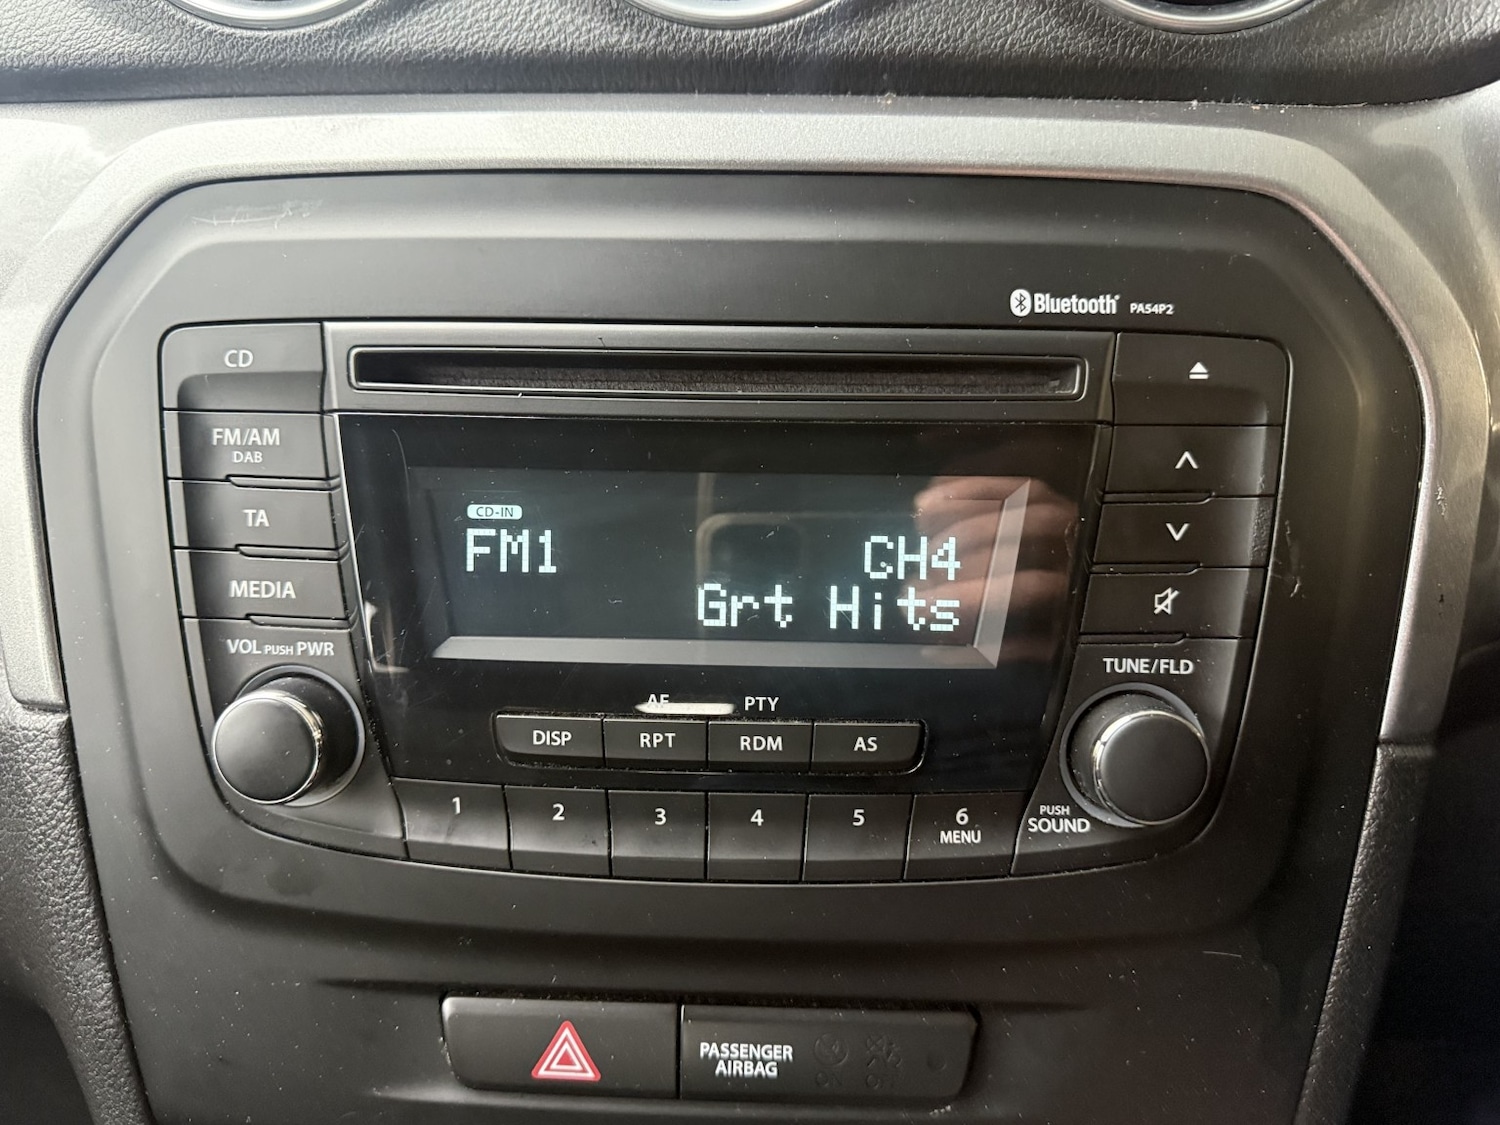 Bluetooth® PA54P2
CD
FM/AM
DAB
TA
MEDIA
VOL PUSH PWR
CD-IN
FM1 CH4
Grt Hits
TUNE/FLD
AF PTY
DISP RPT RDM AS
1 2 3 4 5 6
MENU
PUSH
SOUND
PASSENGER
AIRBAG